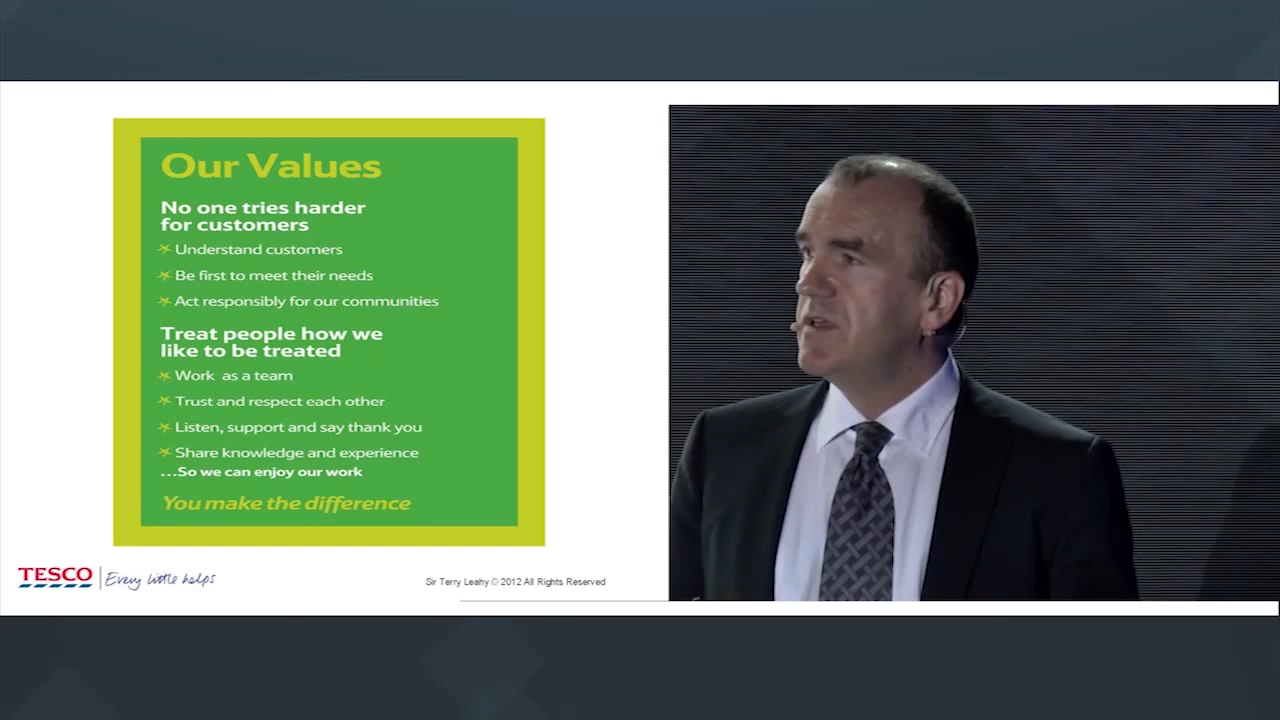 Our Values
No one tries harder
for customers
Understand customers
Be first to meet their needs
Act responsibly for our communities
Treat people how we
like to be treated
Work as a team
Trust and respect each other
Listen, support and say thank you
Share knowledge and experience
...So we can enjoy our work
You make the difference
TESCO
Every little helps
Sir Terry Leahy © 2012 All Rights Reserved